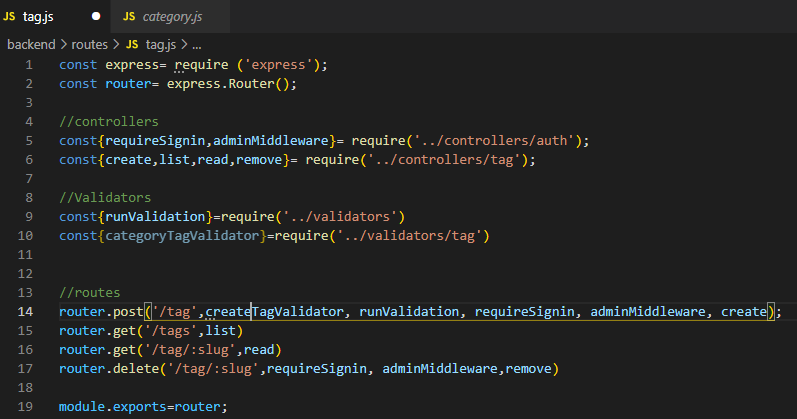 JS tag.js ● JS category.js
backend > routes > JS tag.js > ...
1 const express= require ('express');
2 const router= express.Router();
3
4 //controllers
5 const{requireSignin,adminMiddleware}= require('../controllers/auth');
6 const{create,list,read,remove}= require('../controllers/tag');
7
8 //Validators
9 const{runValidation}=require('../validators')
10 const{categoryTagValidator}=require('../validators/tag')
11
12
13 //routes
14 router.post('/tag',createTagValidator, runValidation, requireSignin, adminMiddleware, create);
15 router.get('/tags',list)
16 router.get('/tag/:slug',read)
17 router.delete('/tag/:slug',requireSignin, adminMiddleware,remove)
18
19 module.exports=router;